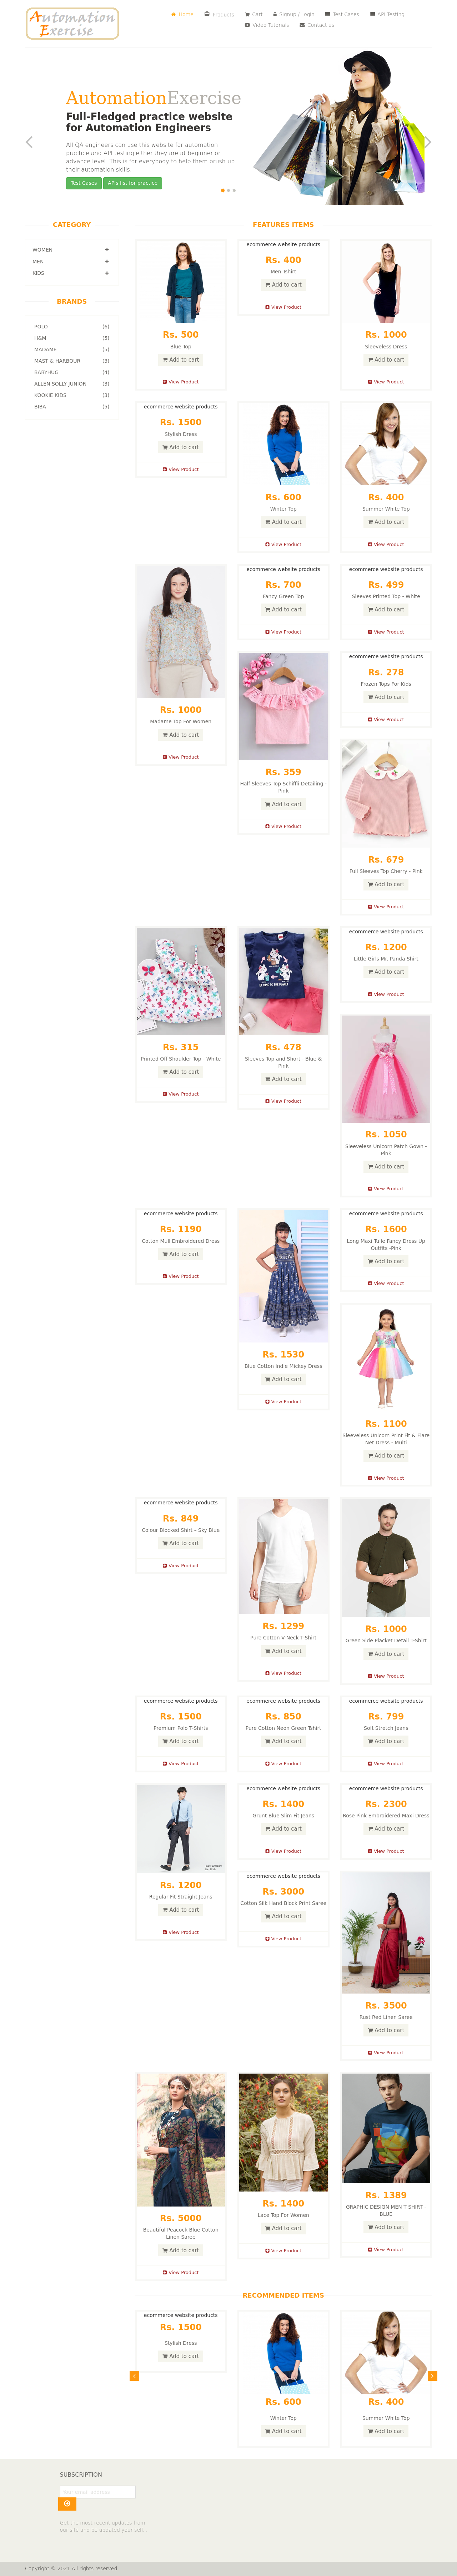 Automation
Exercise
Home
Products
Cart
Signup / Login
Test Cases
API Testing
Video Tutorials
Contact us
AutomationExercise
Full-Fledged practice website
for Automation Engineers
All QA engineers can use this website for automation
practice and API testing either they are at beginner or
advance level. This is for everybody to help them brush up
their automation skills.
Test Cases
APIs list for practice
CATEGORY
WOMEN
MEN
KIDS
BRANDS
POLO (6)
H&M (5)
MADAME (5)
MAST & HARBOUR (3)
BABYHUG (4)
ALLEN SOLLY JUNIOR (3)
KOOKIE KIDS (3)
BIBA (5)
FEATURES ITEMS
Rs. 500
Blue Top
Add to cart
View Product
ecommerce website products
Rs. 400
Men Tshirt
Add to cart
View Product
Rs. 1000
Sleeveless Dress
Add to cart
View Product
ecommerce website products
Rs. 1500
Stylish Dress
Add to cart
View Product
Rs. 600
Winter Top
Add to cart
View Product
Rs. 400
Summer White Top
Add to cart
View Product
Rs. 1000
Madame Top For Women
Add to cart
View Product
ecommerce website products
Rs. 700
Fancy Green Top
Add to cart
View Product
ecommerce website products
Rs. 499
Sleeves Printed Top - White
Add to cart
View Product
Rs. 359
Half Sleeves Top Schiffli Detailing -
Pink
Add to cart
View Product
ecommerce website products
Rs. 278
Frozen Tops For Kids
Add to cart
View Product
Rs. 679
Full Sleeves Top Cherry - Pink
Add to cart
View Product
Rs. 315
Printed Off Shoulder Top - White
Add to cart
View Product
Rs. 478
Sleeves Top and Short - Blue &
Pink
Add to cart
View Product
ecommerce website products
Rs. 1200
Little Girls Mr. Panda Shirt
Add to cart
View Product
Rs. 1050
Sleeveless Unicorn Patch Gown -
Pink
Add to cart
View Product
ecommerce website products
Rs. 1190
Cotton Mull Embroidered Dress
Add to cart
View Product
Rs. 1530
Blue Cotton Indie Mickey Dress
Add to cart
View Product
ecommerce website products
Rs. 1600
Long Maxi Tulle Fancy Dress Up
Outfits -Pink
Add to cart
View Product
Rs. 1100
Sleeveless Unicorn Print Fit & Flare
Net Dress - Multi
Add to cart
View Product
ecommerce website products
Rs. 849
Colour Blocked Shirt – Sky Blue
Add to cart
View Product
Rs. 1299
Pure Cotton V-Neck T-Shirt
Add to cart
View Product
Rs. 1000
Green Side Placket Detail T-Shirt
Add to cart
View Product
ecommerce website products
Rs. 1500
Premium Polo T-Shirts
Add to cart
View Product
ecommerce website products
Rs. 850
Pure Cotton Neon Green Tshirt
Add to cart
View Product
ecommerce website products
Rs. 799
Soft Stretch Jeans
Add to cart
View Product
Rs. 1200
Regular Fit Straight Jeans
Add to cart
View Product
ecommerce website products
Rs. 1400
Grunt Blue Slim Fit Jeans
Add to cart
View Product
ecommerce website products
Rs. 2300
Rose Pink Embroidered Maxi Dress
Add to cart
View Product
ecommerce website products
Rs. 3000
Cotton Silk Hand Block Print Saree
Add to cart
View Product
Rs. 3500
Rust Red Linen Saree
Add to cart
View Product
Rs. 5000
Beautiful Peacock Blue Cotton
Linen Saree
Add to cart
View Product
Rs. 1400
Lace Top For Women
Add to cart
View Product
Rs. 1389
GRAPHIC DESIGN MEN T SHIRT -
BLUE
Add to cart
View Product
RECOMMENDED ITEMS
ecommerce website products
Rs. 1500
Stylish Dress
Add to cart
Rs. 600
Winter Top
Add to cart
Rs. 400
Summer White Top
Add to cart
SUBSCRIPTION
Your email address
Get the most recent updates from
our site and be updated your self...
Copyright © 2021 All rights reserved